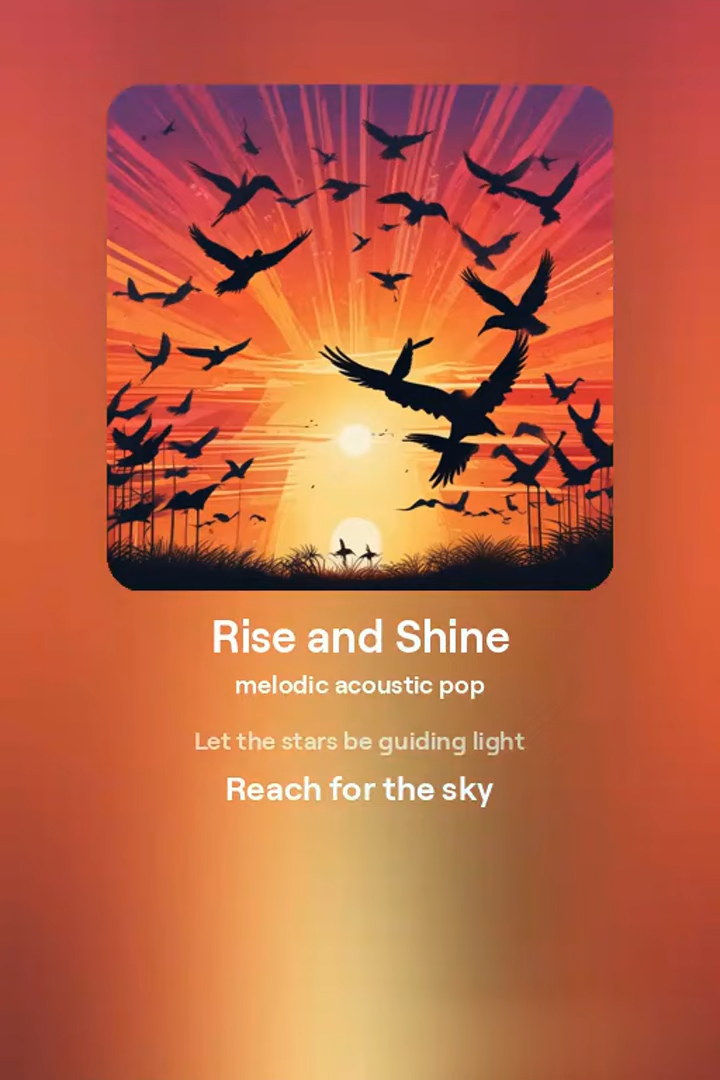 Rise and Shine
melodic acoustic pop
Let the stars be guiding light
Reach for the sky